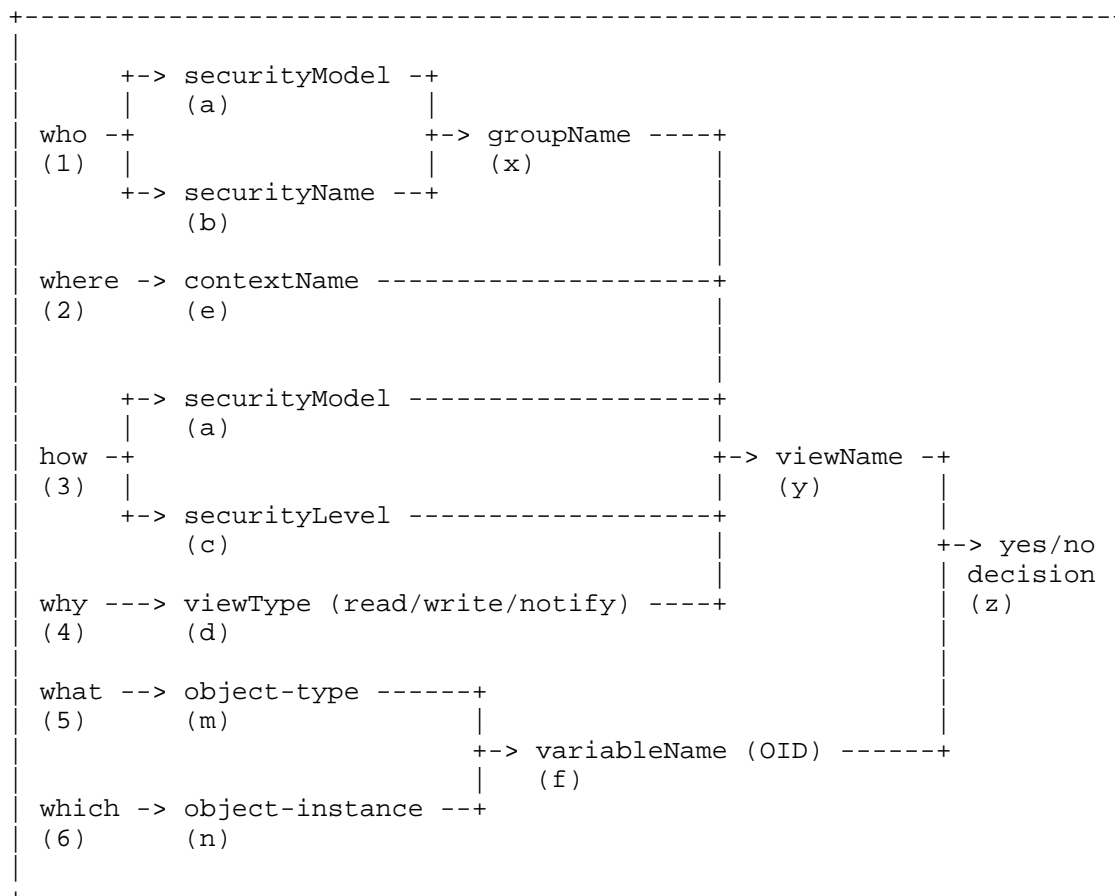 +-> securityModel -+
| (a) |
who -+ +-> groupName ----+
(1) | | (x) |
+-> securityName --+ |
(b) |
where -> contextName ---------------------+
(2) (e) |
+-> securityModel -------------------+
| (a) |
how -+ +-> viewName -+
(3) | | (y) |
+-> securityLevel -------------------+ |
(c) | +-> yes/no
| | decision
why ---> viewType (read/write/notify) ----+ | (z)
(4) (d) |
what --> object-type ------+ |
(5) (m) | |
+-> variableName (OID) ------+
| (f)
which -> object-instance --+
(6) (n)